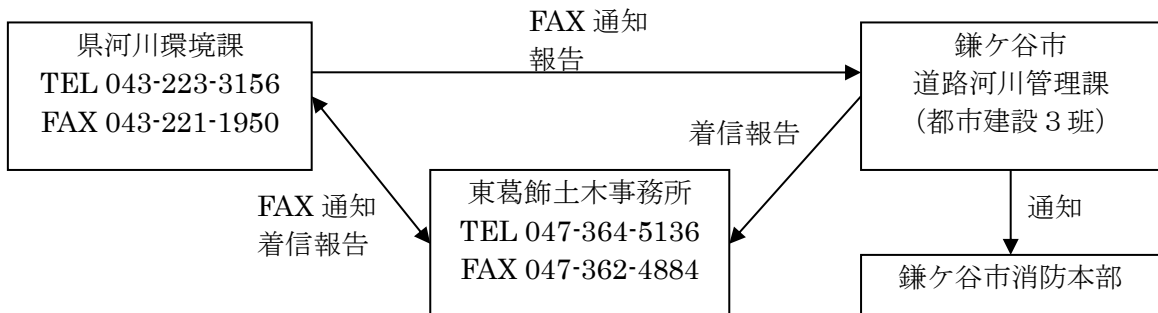 県河川環境課
TEL 043-223-3156
FAX 043-221-1950
FAX 通知
報告
鎌ケ谷市
道路河川管理課
（都市建設３班）
着信報告
FAX 通知
着信報告
東葛飾土木事務所
TEL 047-364-5136
FAX 047-362-4884
通知
鎌ケ谷市消防本部